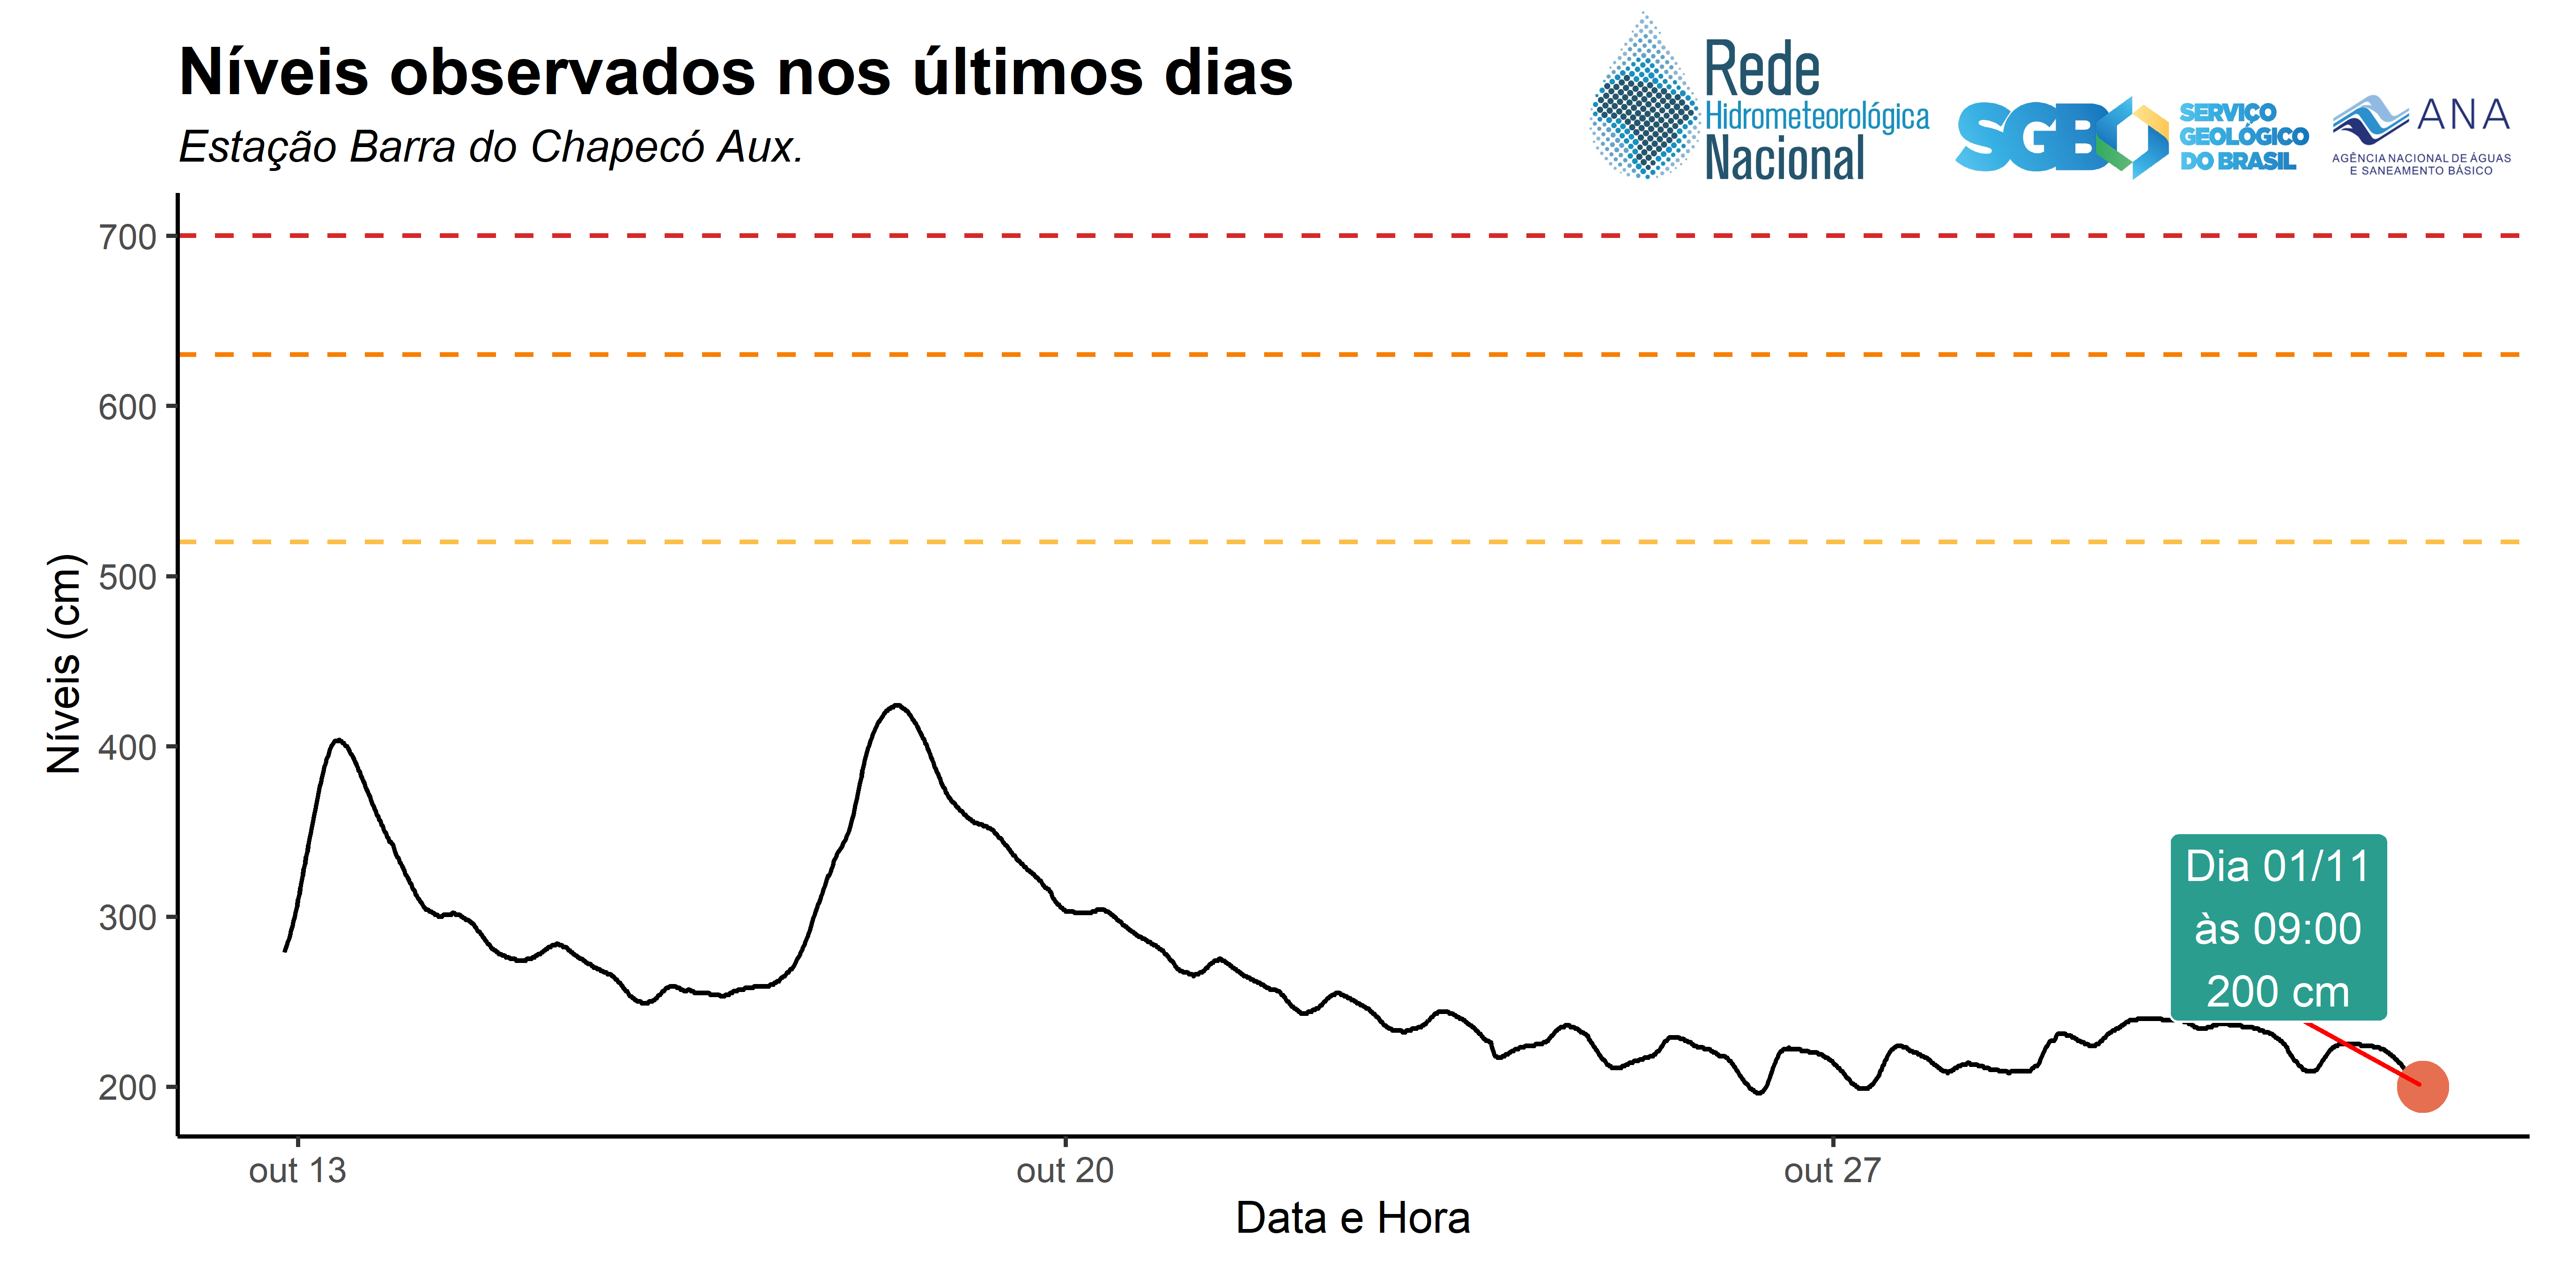 Níveis observados nos últimos dias
Estação Barra do Chapecó Aux.
Rede
Hidrometeorológica
Nacional
SGB
SERVIÇO
GEOLÓGICO
DO BRASIL
ANA
AGÊNCIA NACIONAL DE ÁGUAS
E SANEAMENTO BÁSICO
Níveis (cm)
700
600
500
400
300
200
Dia 01/11
às 09:00
200 cm
out 13
out 20
out 27
Data e Hora